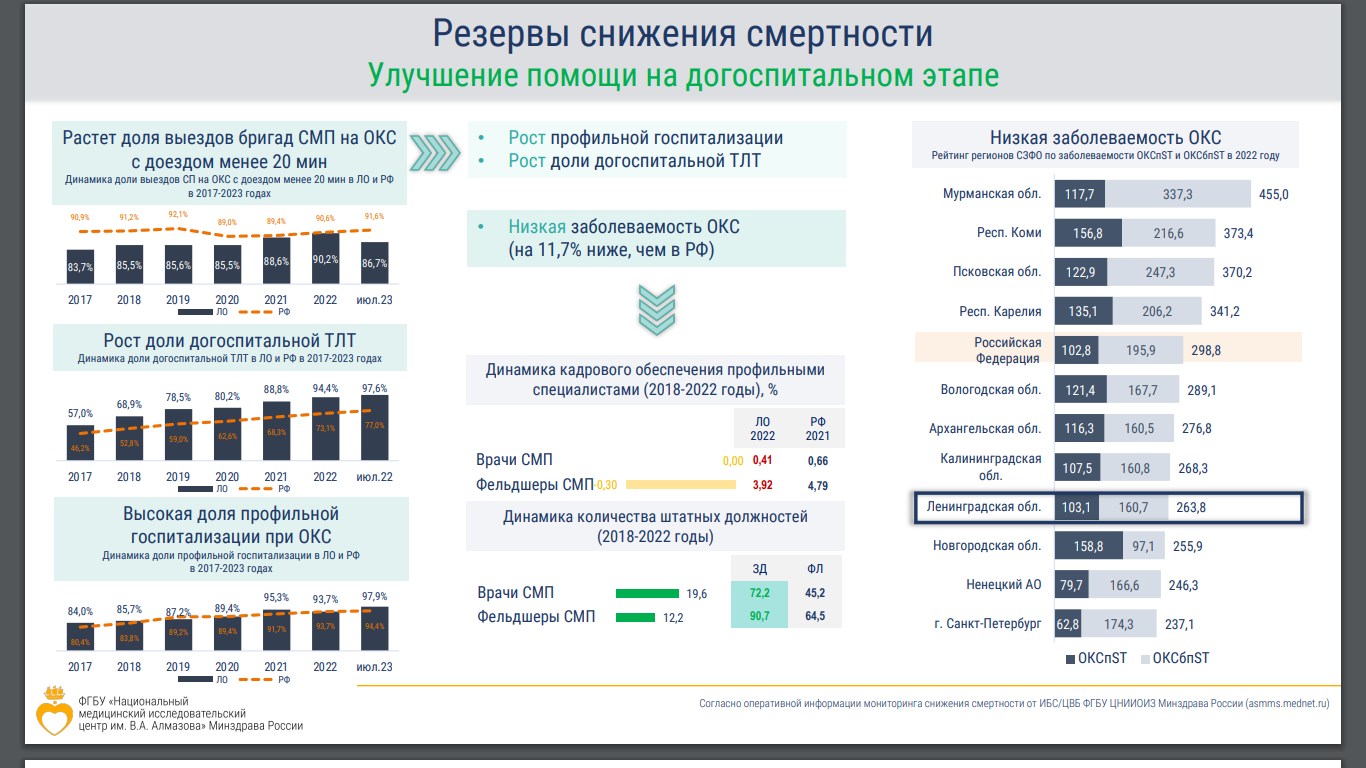 Резервы снижения смертности
Улучшение помощи на догоспитальном этапе
Растет доля выездов бригад СМП на ОКС
с доездом менее 20 мин
Динамика доли выездов СП на ОКС с доездом менее 20 мин в ЛО и РФ
в 2017-2023 годах
90,9% 91,2% 92,1% 89,0% 89,4% 90,6% 91,6%
83,7% 85,5% 85,6% 85,5% 88,6% 90,2% 86,7%
2017 2018 2019 2020 2021 2022 июл.23
ЛО РФ
Рост доли догоспитальной ТЛТ
Динамика доли догоспитальной ТЛТ в ЛО и РФ в 2017-2023 годах
57,0% 68,9% 78,5% 80,2% 88,8% 94,4% 97,6%
46,2% 52,8% 59,0% 62,6% 68,3% 73,1% 77,0%
2017 2018 2019 2020 2021 2022 июл.22
ЛО РФ
Высокая доля профильной
госпитализации при ОКС
Динамика доли профильной госпитализации в ЛО и РФ
в 2017-2023 годах
84,0% 85,7% 87,2% 89,4% 95,3% 93,7% 97,9%
80,4% 83,8% 89,2% 89,4% 91,7% 93,7% 94,4%
2017 2018 2019 2020 2021 2022 июл.23
ЛО РФ
• Рост профильной госпитализации
• Рост доли догоспитальной ТЛТ
• Низкая заболеваемость ОКС
(на 11,7% ниже, чем в РФ)
Динамика кадрового обеспечения профильными
специалистами (2018-2022 годы), %
ЛО РФ
2022 2021
Врачи СМП 0,00 0,41 0,66
Фельдшеры СМП -0,30 3,92 4,79
Динамика количества штатных должностей
(2018-2022 годы)
ЗД ФЛ
Врачи СМП 19,6 72,2 45,2
Фельдшеры СМП 12,2 90,7 64,5
Низкая заболеваемость ОКС
Рейтинг регионов СЗФО по заболеваемости ОКСпST и ОКСбпST в 2022 году
Мурманская обл. 117,7 337,3 455,0
Респ. Коми 156,8 216,6 373,4
Псковская обл. 122,9 247,3 370,2
Респ. Карелия 135,1 206,2 341,2
Российская
Федерация 102,8 195,9 298,8
Вологодская обл. 121,4 167,7 289,1
Архангельская обл. 116,3 160,5 276,8
Калининградская
обл. 107,5 160,8 268,3
Ленинградская обл. 103,1 160,7 263,8
Новгородская обл. 158,8 97,1 255,9
Ненецкий АО 79,7 166,6 246,3
г. Санкт-Петербург 62,8 174,3 237,1
ОКСпST ОКСбпST
ФГБУ «Национальный
медицинский исследовательский
центр им. В.А. Алмазова» Минздрава России
Согласно оперативной информации мониторинга снижения смертности от ИБС/ЦВБ ФГБУ ЦНИИОИЗ Минздрава России (asmms.mednet.ru)